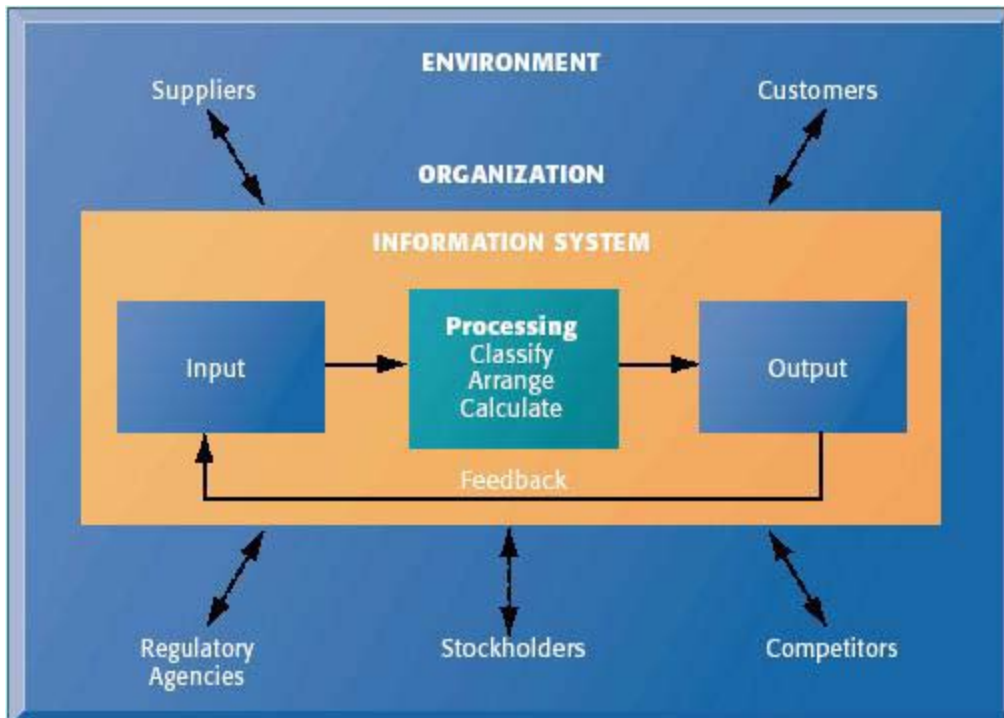 ENVIRONMENT
Suppliers
Customers
ORGANIZATION
INFORMATION SYSTEM
Input
Processing
Classify
Arrange
Calculate
Output
Feedback
Regulatory
Agencies
Stockholders
Competitors